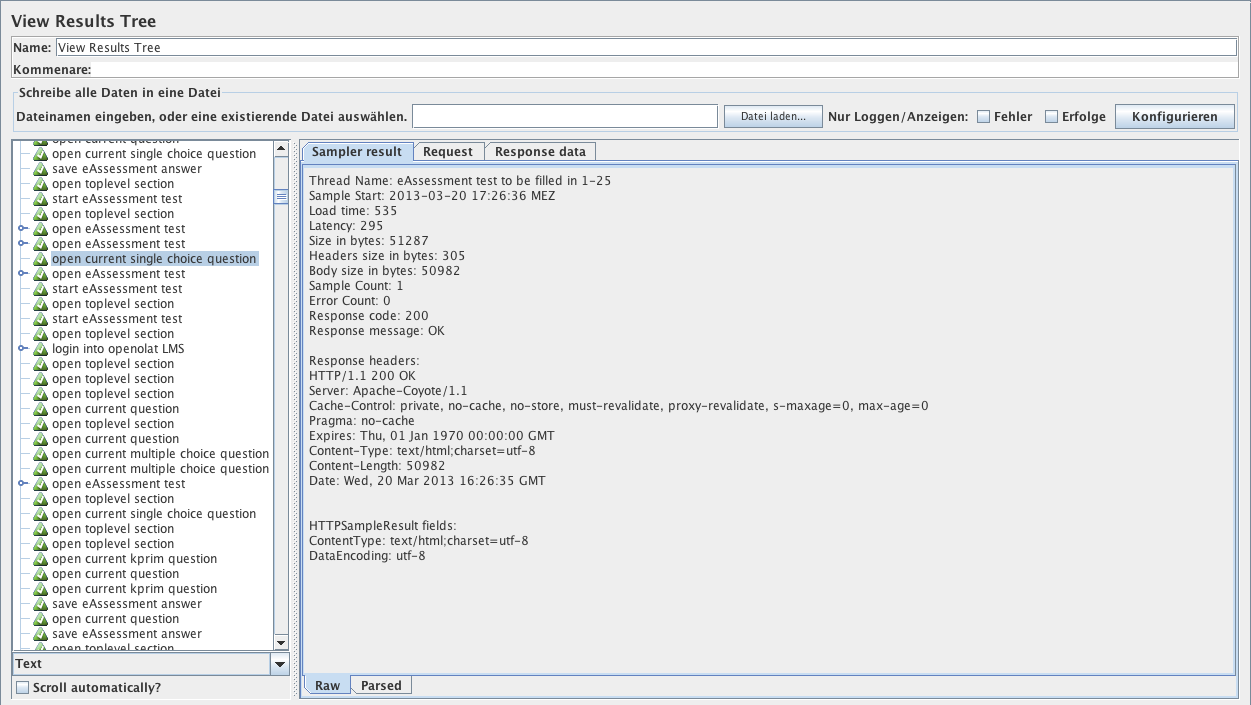 View Results Tree
Name: View Results Tree
Kommenare:
Schreibe alle Daten in eine Datei
Dateinamen eingeben, oder eine existierende Datei auswählen. Datei laden... Nur Loggen/Anzeigen: Fehler Erfolge Konfigurieren
open current question
open current single choice question
save eAssessment answer
open toplevel section
start eAssessment test
open toplevel section
open eAssessment test
open eAssessment test
open current single choice question
open eAssessment test
start eAssessment test
open toplevel section
start eAssessment test
open toplevel section
login into openolat LMS
open toplevel section
open toplevel section
open toplevel section
open current question
open toplevel section
open current question
open current multiple choice question
open current multiple choice question
open eAssessment test
open toplevel section
open current single choice question
open toplevel section
open toplevel section
open current kprim question
open current question
open current kprim question
save eAssessment answer
open current question
save eAssessment answer
open toplevel section
Text
Scroll automatically?
Sampler result Request Response data
Thread Name: eAssessment test to be filled in 1-25
Sample Start: 2013-03-20 17:26:36 MEZ
Load time: 535
Latency: 295
Size in bytes: 51287
Headers size in bytes: 305
Body size in bytes: 50982
Sample Count: 1
Error Count: 0
Response code: 200
Response message: OK
Response headers:
HTTP/1.1 200 OK
Server: Apache-Coyote/1.1
Cache-Control: private, no-cache, no-store, must-revalidate, proxy-revalidate, s-maxage=0, max-age=0
Pragma: no-cache
Expires: Thu, 01 Jan 1970 00:00:00 GMT
Content-Type: text/html;charset=utf-8
Content-Length: 50982
Date: Wed, 20 Mar 2013 16:26:35 GMT
HTTPSampleResult fields:
ContentType: text/html;charset=utf-8
DataEncoding: utf-8
Raw Parsed